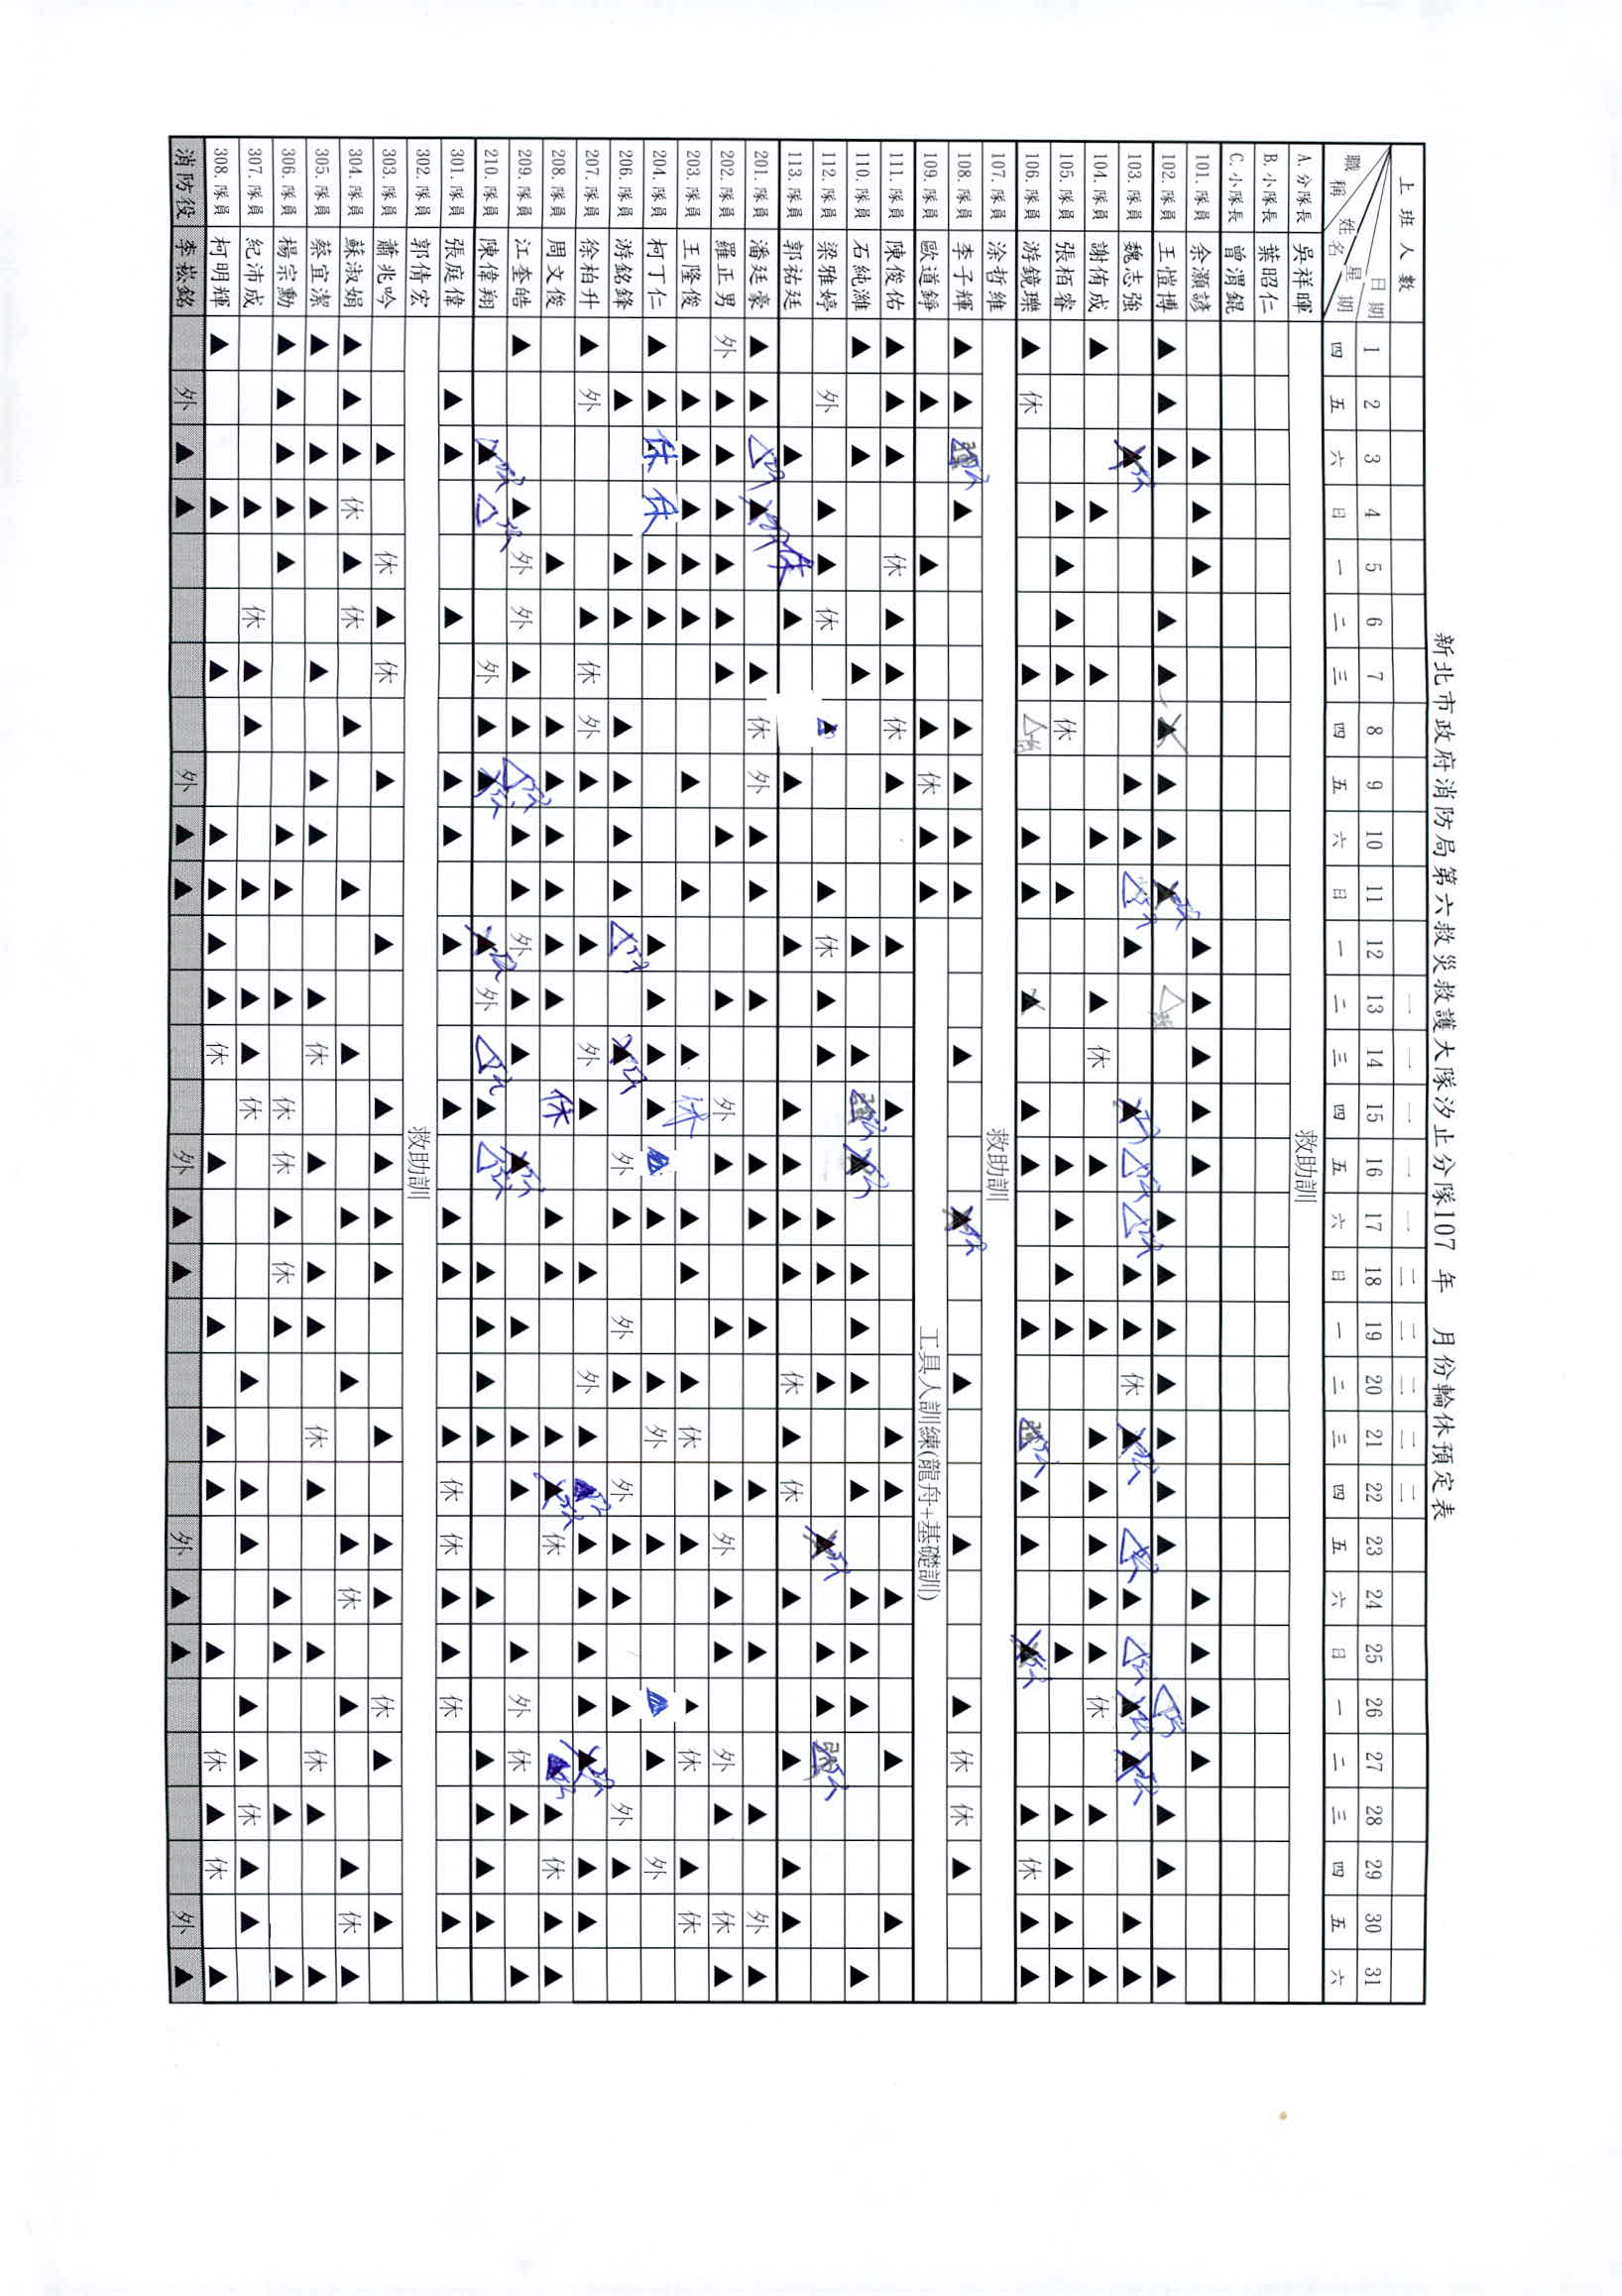 新北市政府消防局第六救災救護大隊汐止分隊107 年 月份輪休預定表
上班人數 一 一 一 一 一 二 二 二 二 二
職稱 姓名 星期 日期 1 2 3 4 5 6 7 8 9 10 11 12 13 14 15 16 17 18 19 20 21 22 23 24 25 26 27 28 29 30 31
四 五 六 日 一 二 三 四 五 六 日 一 二 三 四 五 六 日 一 二 三 四 五 六 日 一 二 三 四 五 六
A. 分隊長 吳祥暉 救助訓
B. 小隊長 葉昭仁
C. 小隊長 曾渭錕
101. 隊員 余灝諺
102. 隊員 王愷博
103. 隊員 魏志強 休
104. 隊員 謝侑成 休 休
105. 隊員 張栢睿 休
106. 隊員 游鏡瓅 休 休
107. 隊員 涂哲維 救助訓
108. 隊員 李子輝 休 休
109. 隊員 歐道錚 休 工具人訓練(龍舟+基礎訓)
111. 隊員 陳俊佑 休 休
110. 隊員 石純濰
112. 隊員 梁雅婷 外 休 休
113. 隊員 郭祐廷 休 休 休
201. 隊員 潘廷豪 休 外 外
202. 隊員 羅正男 外 外 外 外 休
203. 隊員 王隆俊 休 休 休 休
204. 隊員 柯丁仁 休 休 外 外
206. 隊員 游銘鋒 外 外 外 外
207. 隊員 徐柏升 外 休 外 外 外
208. 隊員 周文俊 休 休 休
209. 隊員 江奎皓 外 外 外 外 休
210. 隊員 陳偉翔 外 外
301. 隊員 張庭偉 休 休 休
302. 隊員 郭倩宏 救助訓
303. 隊員 蕭兆吟 休 休 休
304. 隊員 蘇淑娟 休 休 休 休
305. 隊員 蔡宜潔 休 休 休
306. 隊員 楊宗勳 休 休 休
307. 隊員 紀沛成 休 休 休
308. 隊員 柯明輝 休 休 休
消防役 李崧銘 外 外 外 外 外